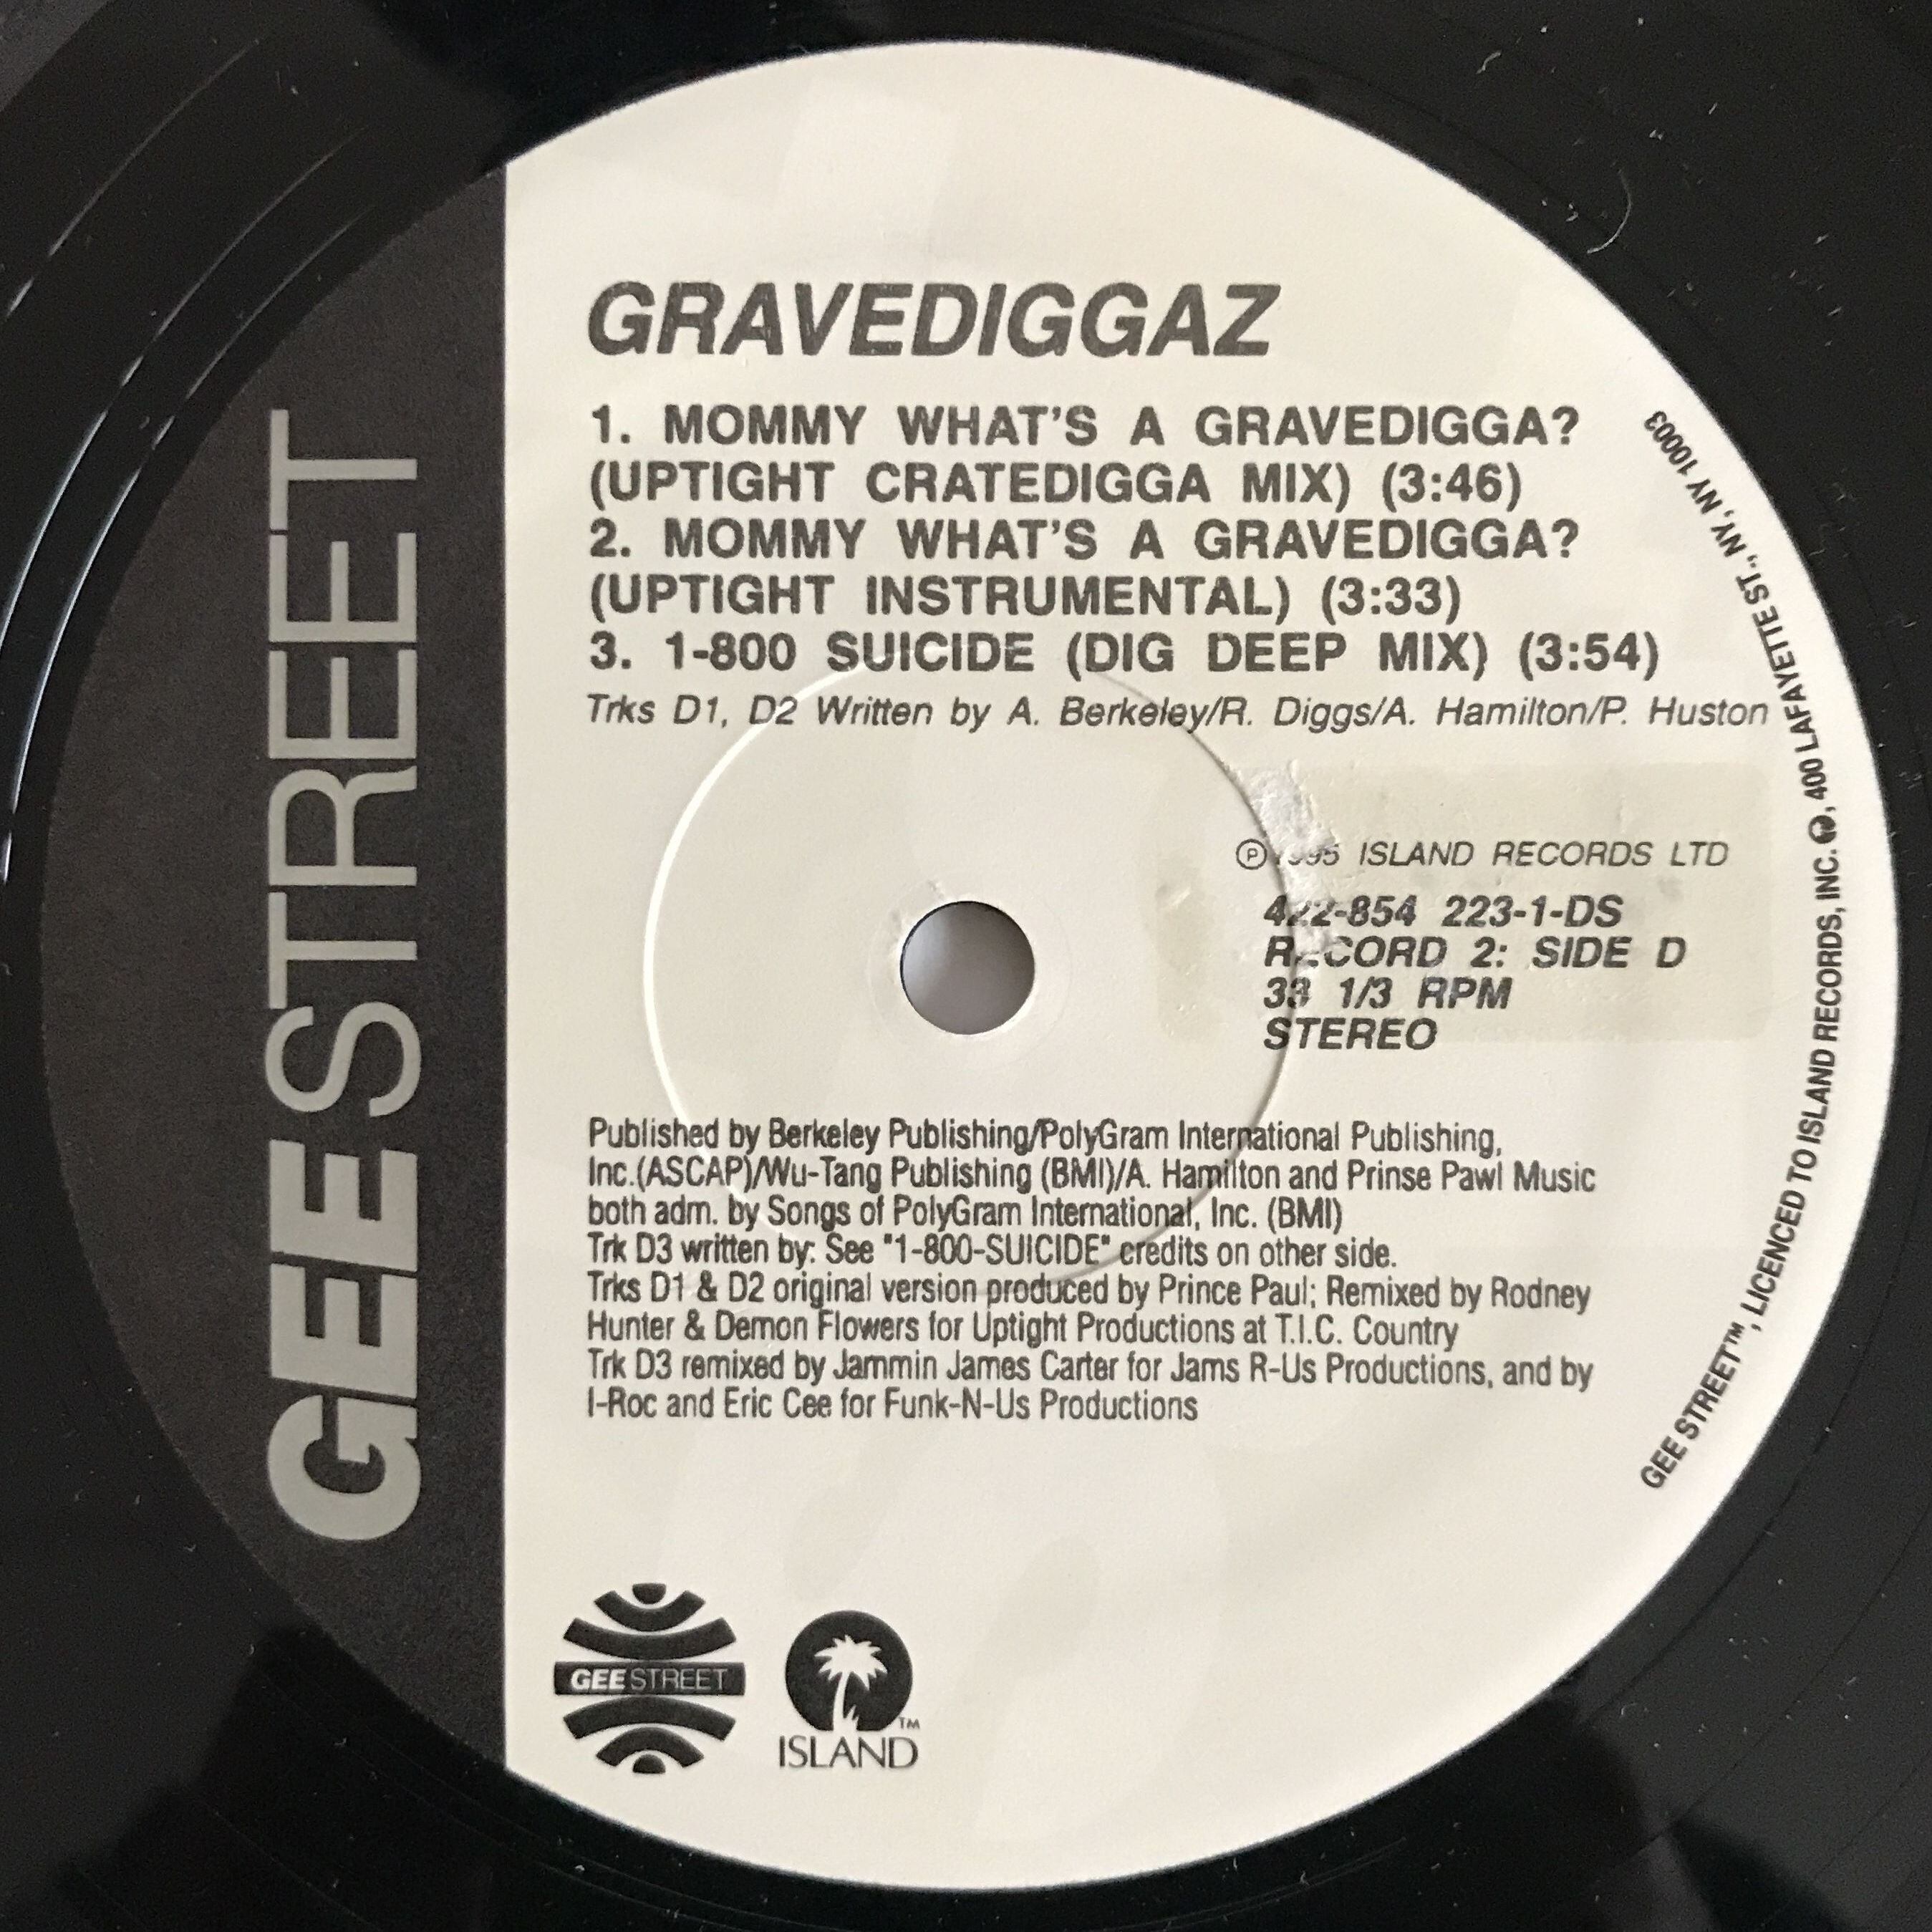 GEE STREET
GRAVEDIGGAZ
1. MOMMY WHAT'S A GRAVEDIGGA?
(UPTIGHT CRATEDIGGA MIX) (3:46)
2. MOMMY WHAT'S A GRAVEDIGGA?
(UPTIGHT INSTRUMENTAL) (3:33)
3. 1-800 SUICIDE (DIG DEEP MIX) (3:54)
Trks D1, D2 Written by A. Berkeley/R. Diggs/A. Hamilton/P. Huston
℗ 1995 ISLAND RECORDS LTD
422-854 223-1-DS
RECORD 2: SIDE D
33 1/3 RPM
STEREO
Published by Berkeley Publishing/PolyGram International Publishing,
Inc.(ASCAP)/Wu-Tang Publishing (BMI)/A. Hamilton and Prinse Pawl Music
both adm. by Songs of PolyGram International, Inc. (BMI)
Trk D3 written by: See "1-800-SUICIDE" credits on other side.
Trks D1 & D2 original version produced by Prince Paul; Remixed by Rodney
Hunter & Demon Flowers for Uptight Productions at T.I.C. Country
Trk D3 remixed by Jammin James Carter for Jams R-Us Productions, and by
I-Roc and Eric Cee for Funk-N-Us Productions
GEE STREET
ISLAND™
GEE STREET™, LICENCED TO ISLAND RECORDS, INC. , 400 LAFAYETTE ST., NY, NY 10003